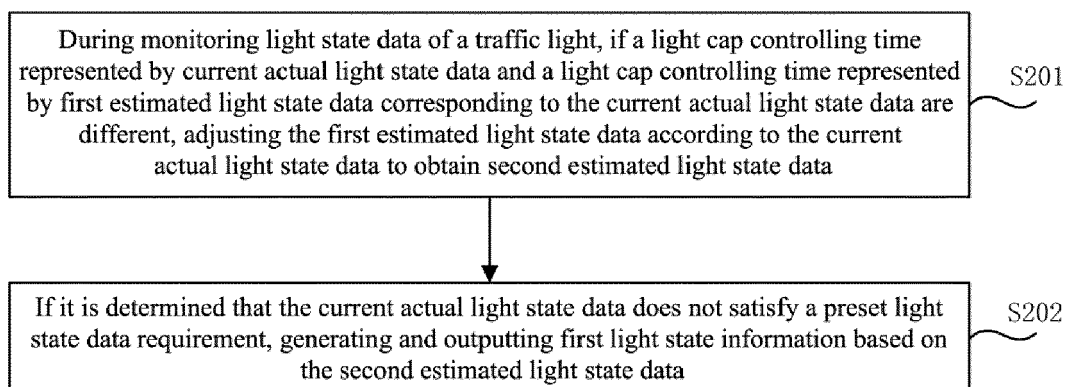 During monitoring light state data of a traffic light, if a light cap controlling time
represented by current actual light state data and a light cap controlling time represented
by first estimated light state data corresponding to the current actual light state data are
different, adjusting the first estimated light state data according to the current
actual light state data to obtain second estimated light state data
S201
If it is determined that the current actual light state data does not satisfy a preset light
state data requirement, generating and outputting first light state information based on
the second estimated light state data
S202